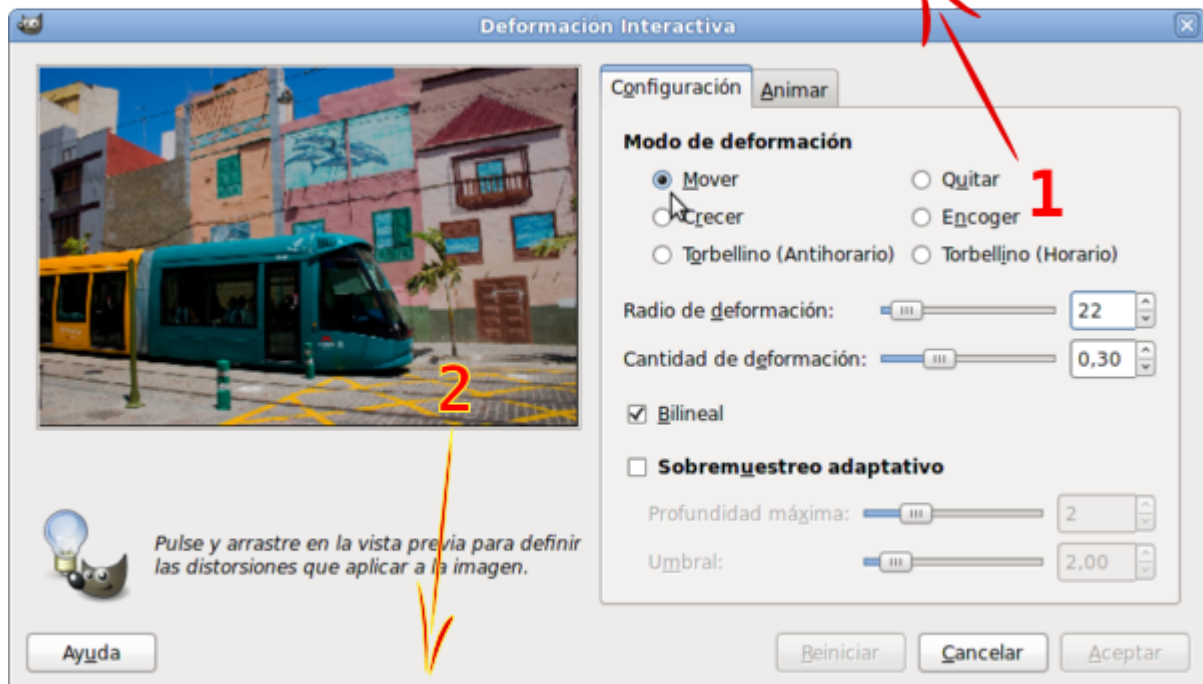 Deformación Interactiva
Configuración
Animar
Modo de deformación
Mover
Quitar
1
Crecer
Encoger
Torbellino (Antihorario)
Torbellino (Horario)
Radio de deformación:
22
Cantidad de deformación:
0,30
2
Bilineal
Sobremuestreo adaptativo
Profundidad máxima:
2
Umbral:
2,00
Pulse y arrastre en la vista previa para definir
las distorsiones que aplicar a la imagen.
Ayuda
Reiniciar
Cancelar
Aceptar